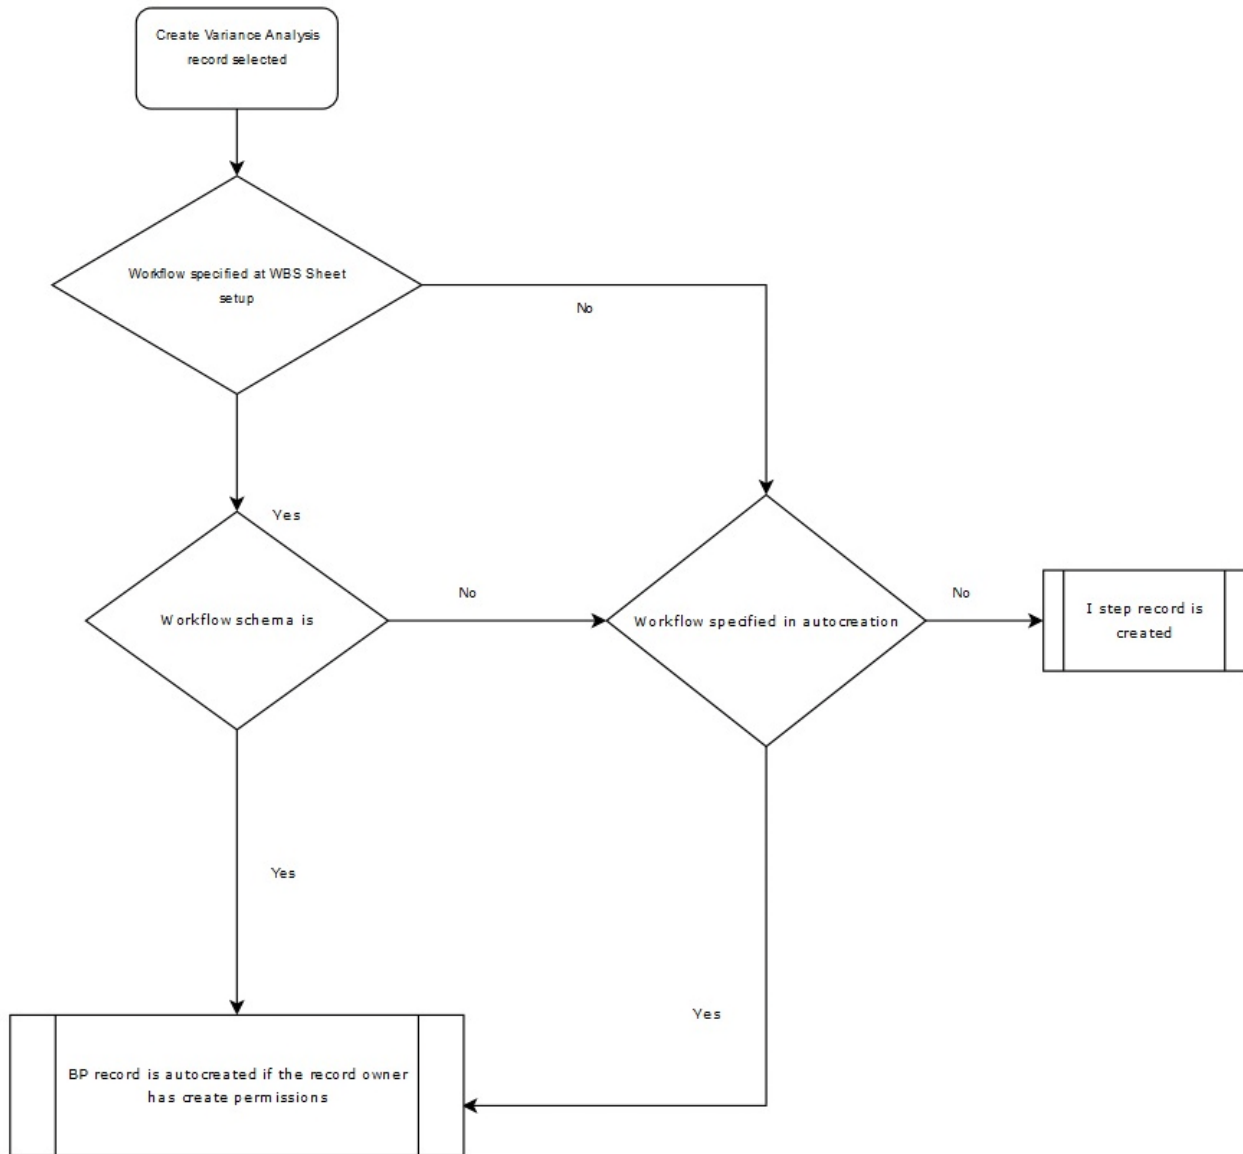 Create Variance Analysis
record selected
Workflow specified at WBS Sheet
setup
No
Yes
Workflow schema is
No
Workflow specified in autocreation
No
I step record is
created
Yes
Yes
BP record is autocreated if the record owner
has create permissions